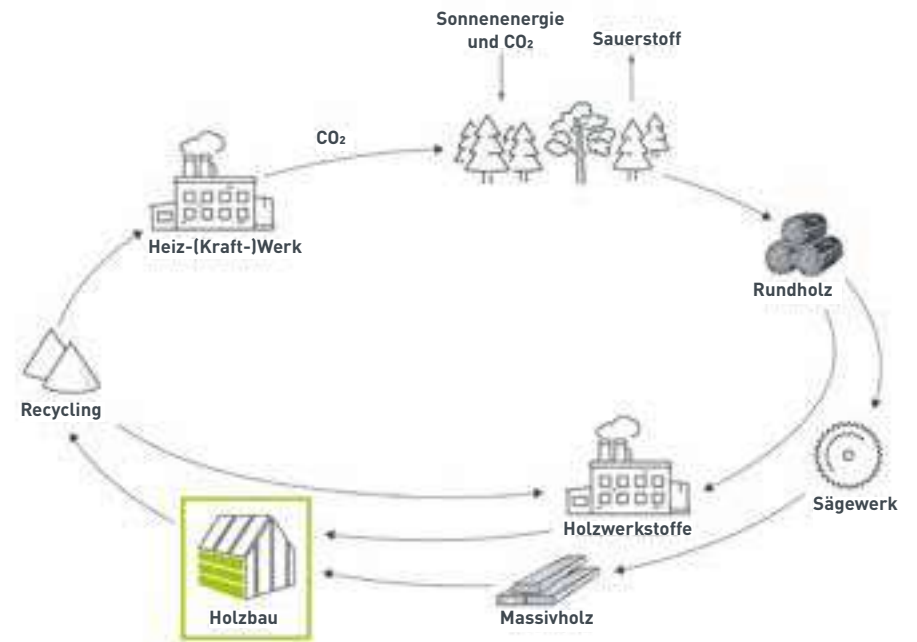 Sonnenenergie
und CO₂
Sauerstoff
CO₂
Heiz-(Kraft-)Werk
Rundholz
Recycling
Sägewerk
Holzwerkstoffe
Holzbau
Massivholz